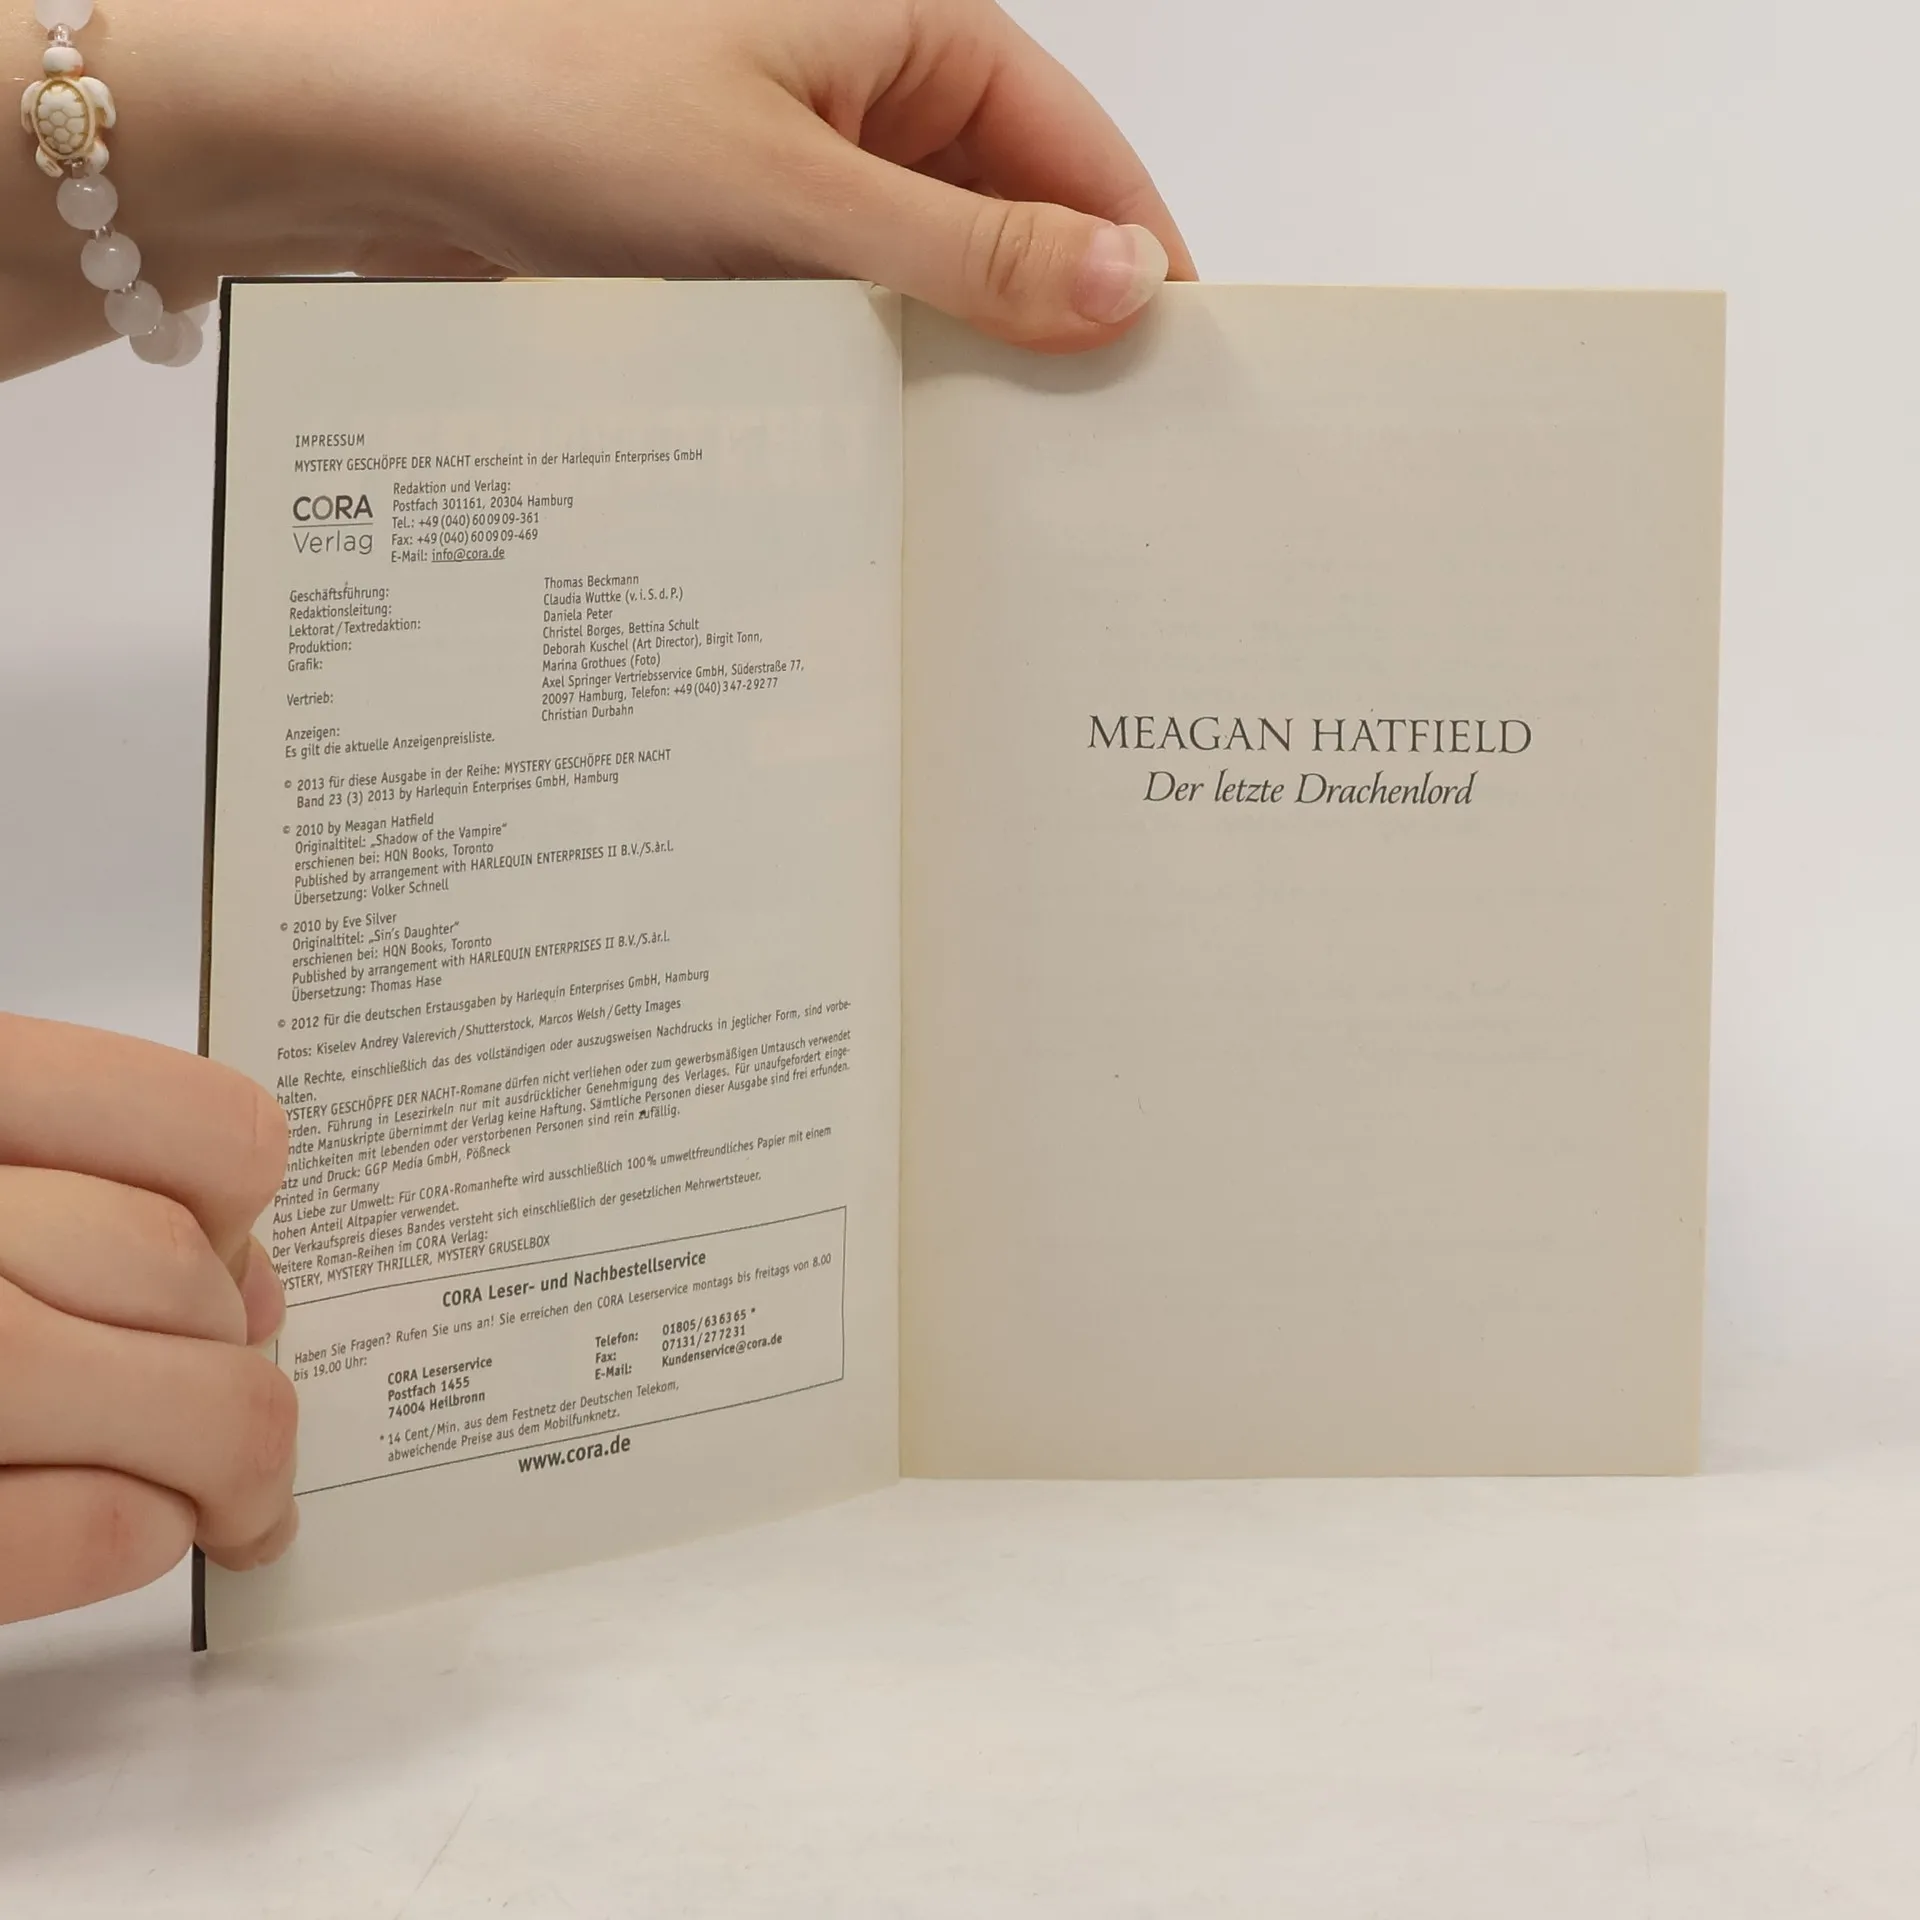 IMPRESSUM
MYSTERY GESCHÖPFE DER NACHT erscheint in der Harlequin Enterprises GmbH
CORA
Verlag
Redaktion und Verlag:
Postfach 301161, 20304 Hamburg
Tel.: +49 (040) 60 09 09-361
Fax: +49 (040) 60 09 09-469
E-Mail: info@cora.de
Geschäftsführung:
Redaktionsleitung:
Lektorat/Textredaktion:
Produktion:
Grafik:
Vertrieb:
Anzeigen:
Thomas Beckmann
Claudia Wuttke (v. i. S. d. P.)
Daniela Peter
Christel Borges, Bettina Schult
Deborah Kuschel (Art Director), Birgit Tonn,
Marina Grothues (Foto)
Axel Springer Vertriebsservice GmbH, Süderstraße 77,
20097 Hamburg, Telefon: +49 (040) 347-29277
Christian Durbahn
Es gilt die aktuelle Anzeigenpreisliste.
© 2013 für diese Ausgabe in der Reihe: MYSTERY GESCHÖPFE DER NACHT
Band 23 (3) 2013 by Harlequin Enterprises GmbH, Hamburg
© 2010 by Meagan Hatfield
Originaltitel: „Shadow of the Vampire“
erschienen bei: HQN Books, Toronto
Published by arrangement with HARLEQUIN ENTERPRISES II B.V./S.àr.l.
Übersetzung: Volker Schnell
© 2010 by Eve Silver
Originaltitel: „Sin's Daughter“
erschienen bei: HQN Books, Toronto
Published by arrangement with HARLEQUIN ENTERPRISES II B.V./S.àr.l.
Übersetzung: Thomas Hase
© 2012 für die deutschen Erstausgaben by Harlequin Enterprises GmbH, Hamburg
Fotos: Kiselev Andrey Valerevich/Shutterstock, Marcos Welsh/Getty Images
Alle Rechte, einschließlich das des vollständigen oder auszugsweisen Nachdrucks in jeglicher Form, sind vorbe-
halten.
YSTERY GESCHÖPFE DER NACHT-Romane dürfen nicht verliehen oder zum gewerbsmäßigen Umtausch verwendet
erden. Führung in Lesezirkeln nur mit ausdrücklicher Genehmigung des Verlages. Für unaufgefordert einge-
ndte Manuskripte übernimmt der Verlag keine Haftung. Sämtliche Personen dieser Ausgabe sind frei erfunden.
nlichkeiten mit lebenden oder verstorbenen Personen sind rein zufällig.
atz und Druck: GGP Media GmbH, Pößneck
Printed in Germany
Aus Liebe zur Umwelt: Für CORA-Romanhefte wird ausschließlich 100 % umweltfreundliches Papier mit einem
hohen Anteil Altpapier verwendet.
Der Verkaufspreis dieses Bandes versteht sich einschließlich der gesetzlichen Mehrwertsteuer.
Weitere Roman-Reihen im CORA Verlag:
YSTERY, MYSTERY THRILLER, MYSTERY GRUSELBOX
CORA Leser- und Nachbestellservice
Haben Sie Fragen? Rufen Sie uns an! Sie erreichen den CORA Leserservice montags bis freitags von 8.00
bis 19.00 Uhr:
CORA Leserservice
Postfach 1455
74004 Heilbronn
Telefon: 01805/63 63 65 *
Fax: 07131/27 72 31
E-Mail: Kundenservice@cora.de
* 14 Cent/Min. aus dem Festnetz der Deutschen Telekom,
abweichende Preise aus dem Mobilfunknetz.
www.cora.de
MEAGAN HATFIELD
Der letzte Drachenlord